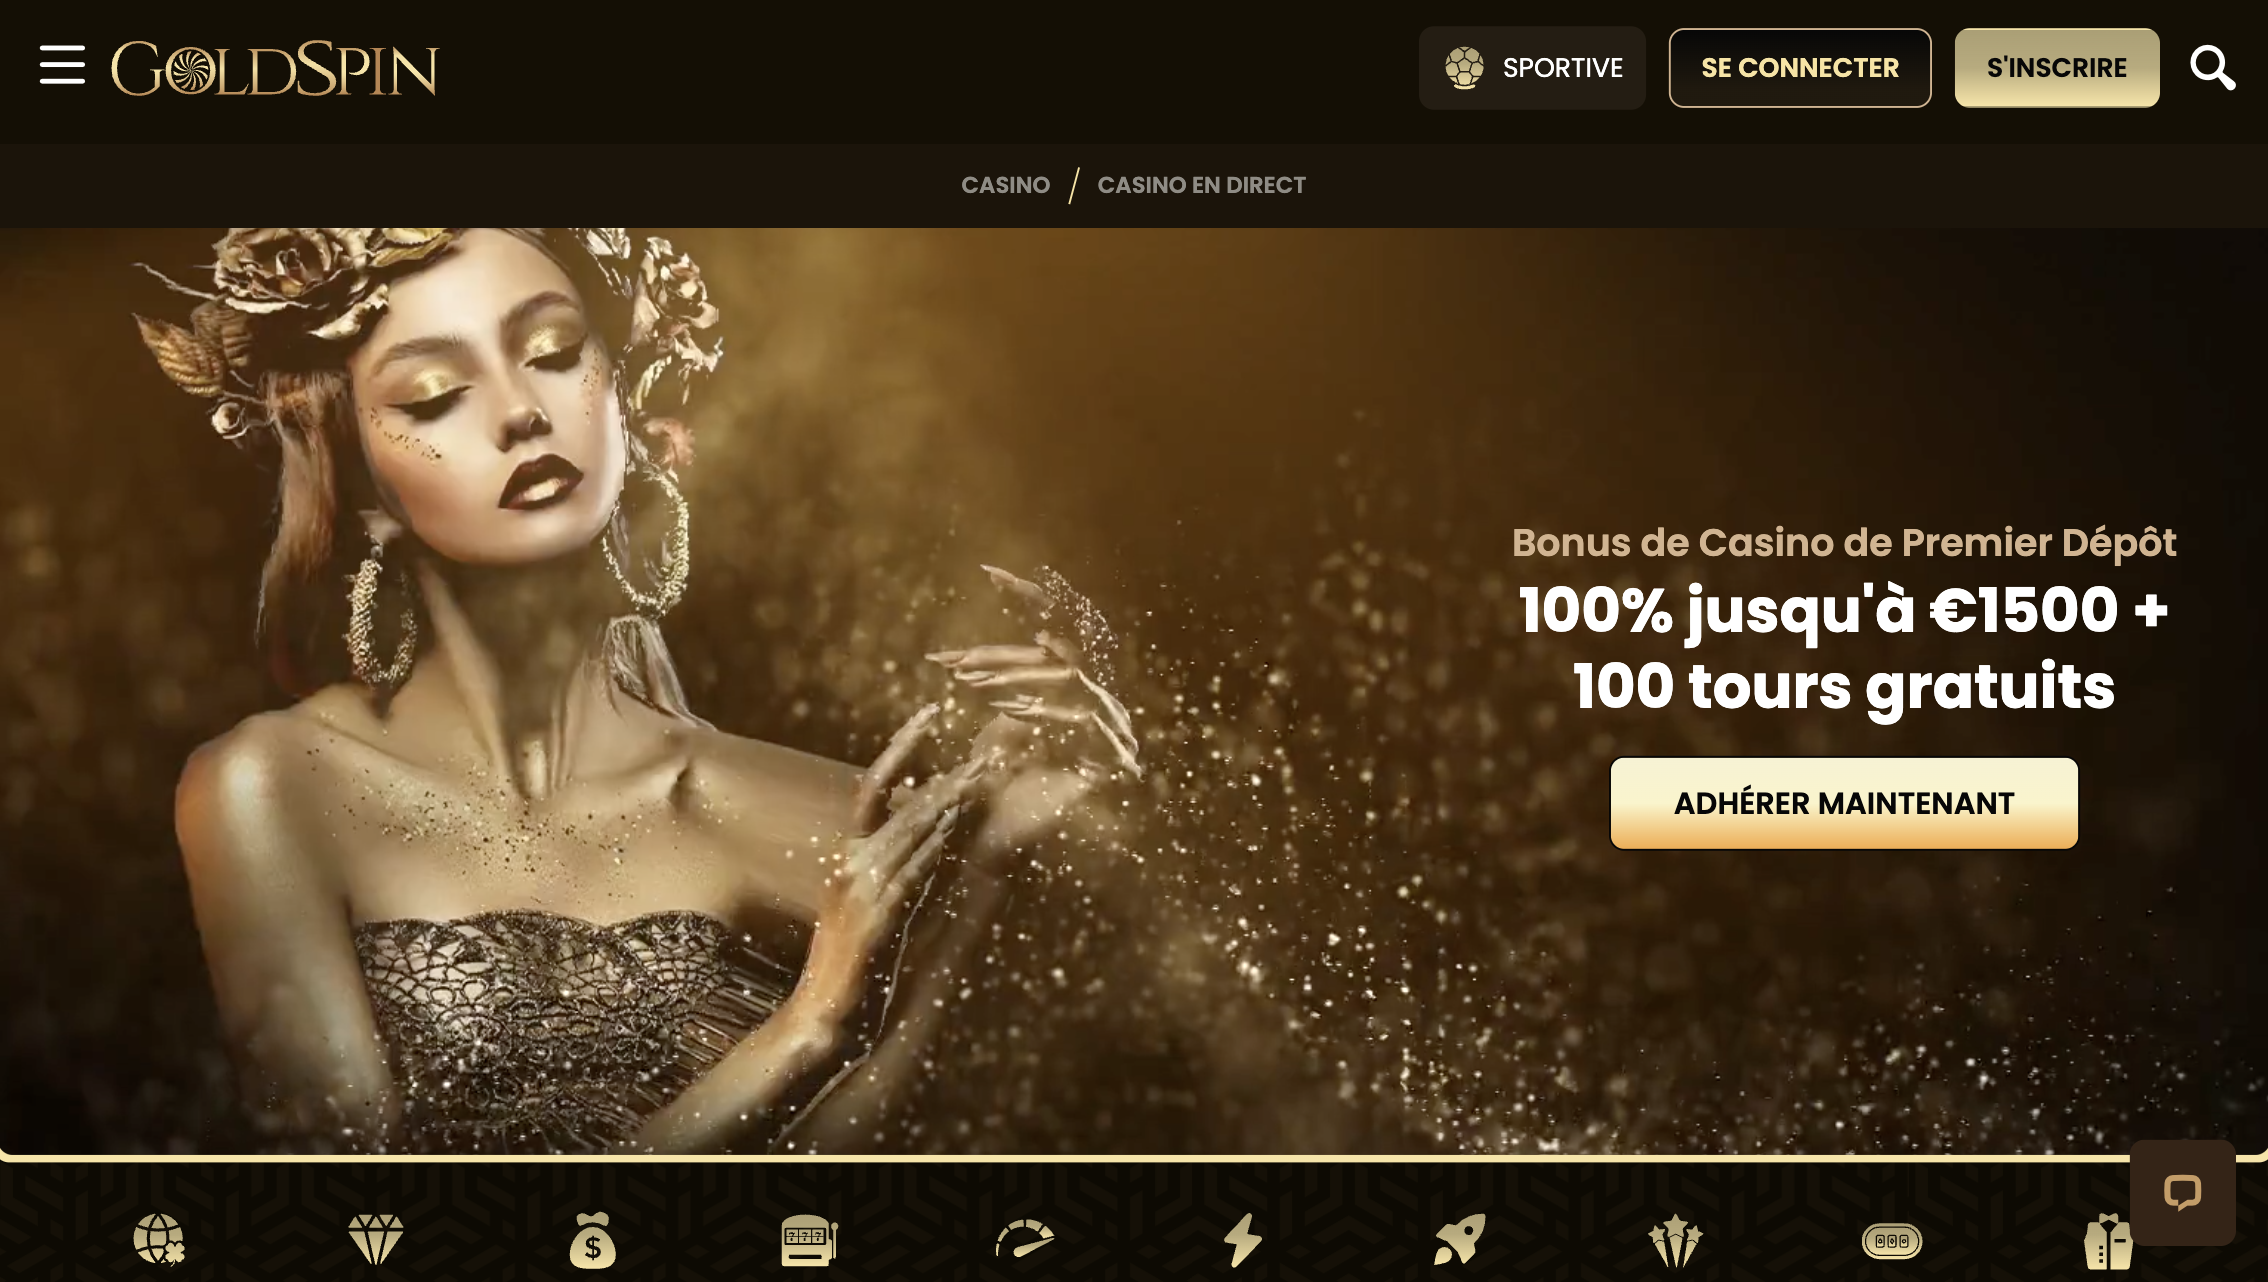 GOLDSPIN
SPORTIVE
SE CONNECTER
S'INSCRIRE
CASINO / CASINO EN DIRECT
Bonus de Casino de Premier Dépôt
100% jusqu'à €1500 +
100 tours gratuits
ADHÉRER MAINTENANT
$
777